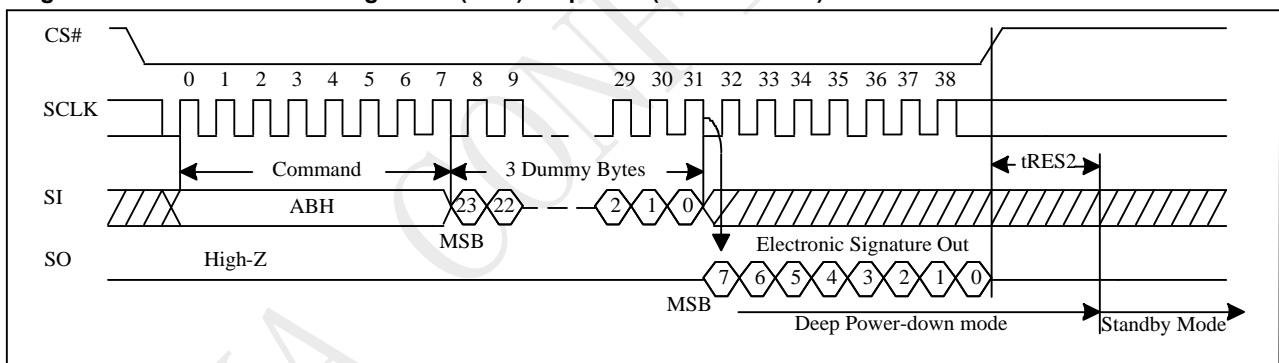 CS#
0 1 2 3 4 5 6 7 8 9 29 30 31 32 33 34 35 36 37 38
SCLK
Command
3 Dummy Bytes
tRES2
SI
ABH
23 22 2 1 0
MSB
Electronic Signature Out
SO
High-Z
7 6 5 4 3 2 1 0
MSB
Deep Power-down mode
Standby Mode